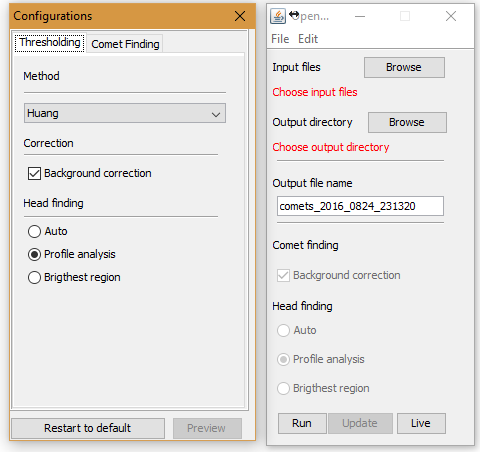 Configurations
Thresholding
Comet Finding
Method
Huang
Correction
Background correction
Head finding
Auto
Profile analysis
Brigthest region
Restart to default
Preview
Open...
File Edit
Input files
Browse
Choose input files
Output directory
Browse
Choose output directory
Output file name
comets_2016_0824_231320
Comet finding
Background correction
Head finding
Auto
Profile analysis
Brigthest region
Run
Update
Live